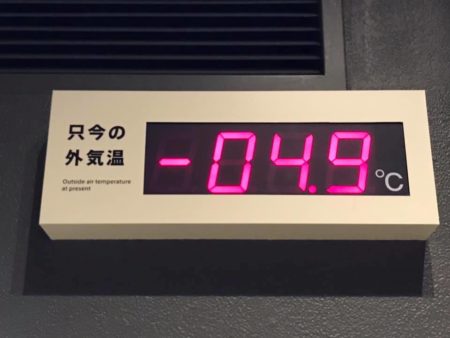 只今の
外気温
Outside air temperature
at present
-04.9
°C